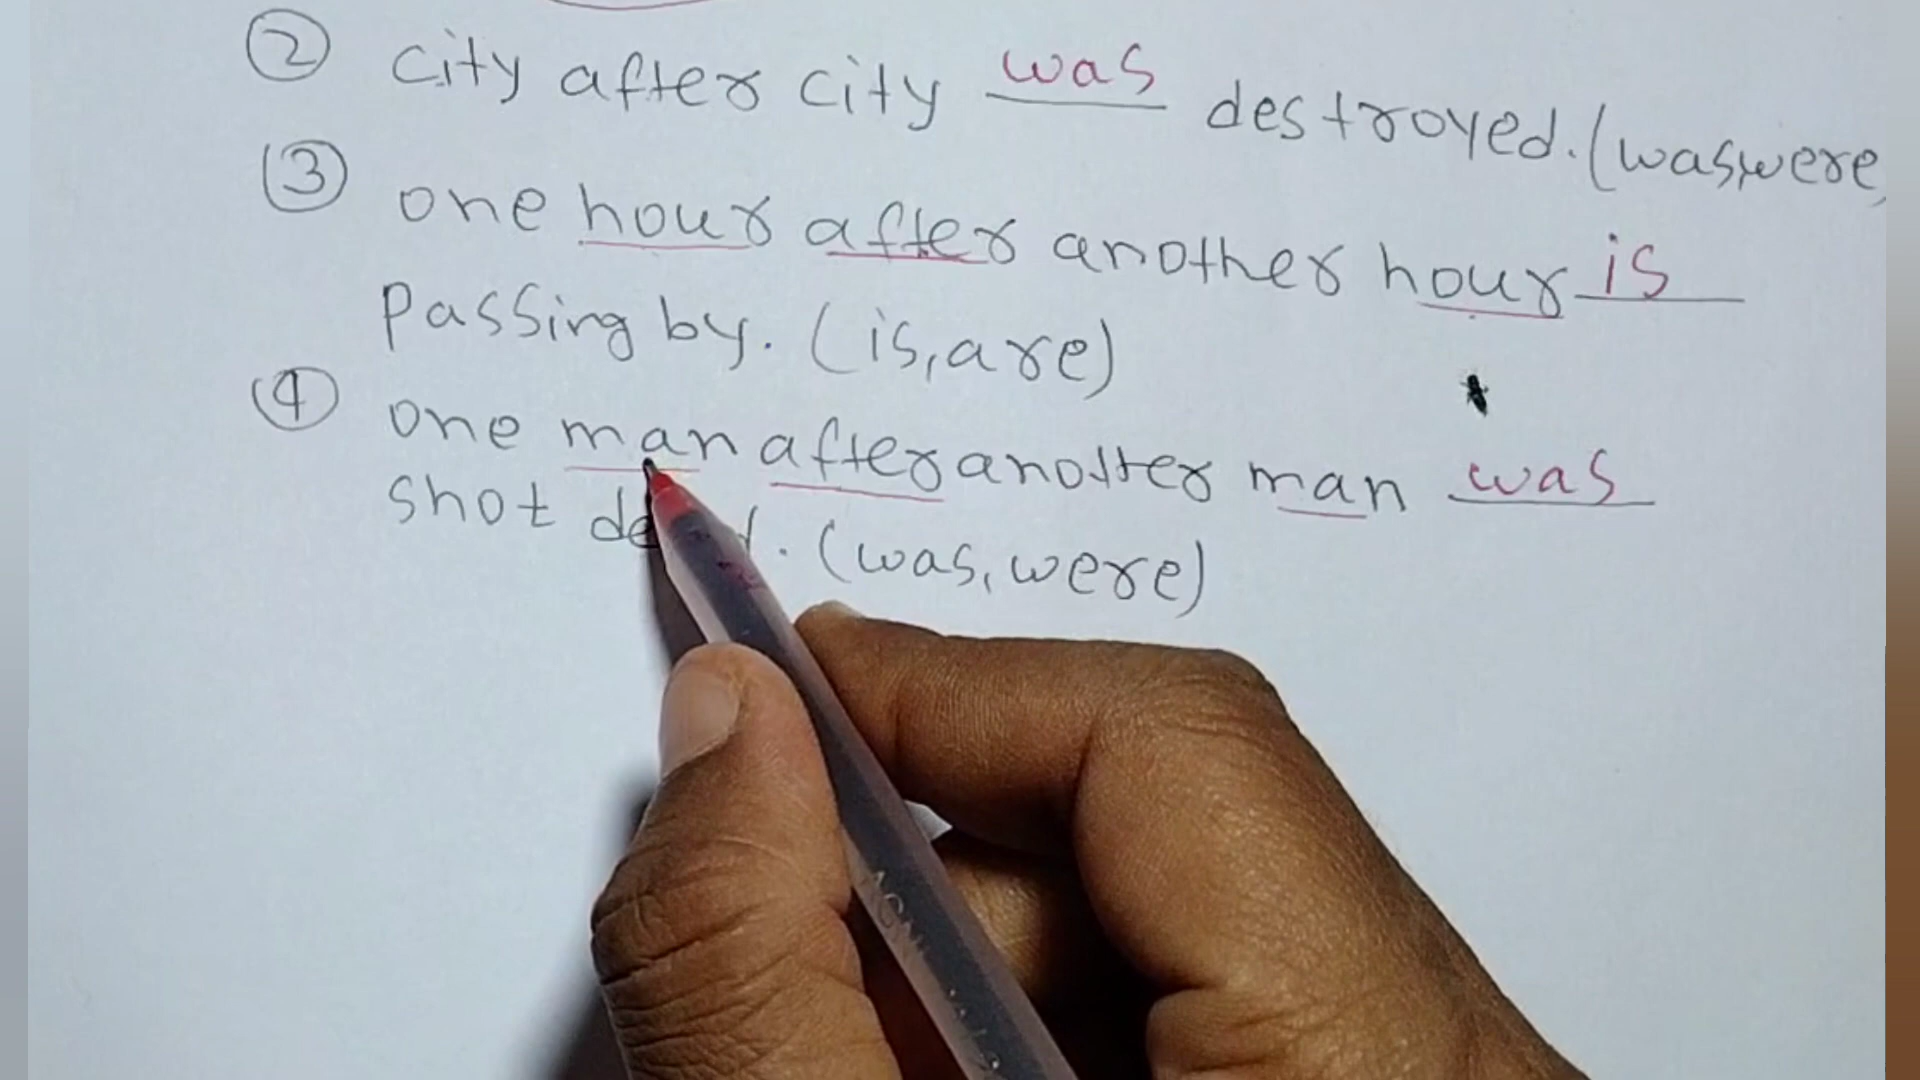 ② City after city was destroyed. (was, were,
③ one hour after another hour is
Passing by. (is, are)
④ one man after another man was
shot . (was, were)